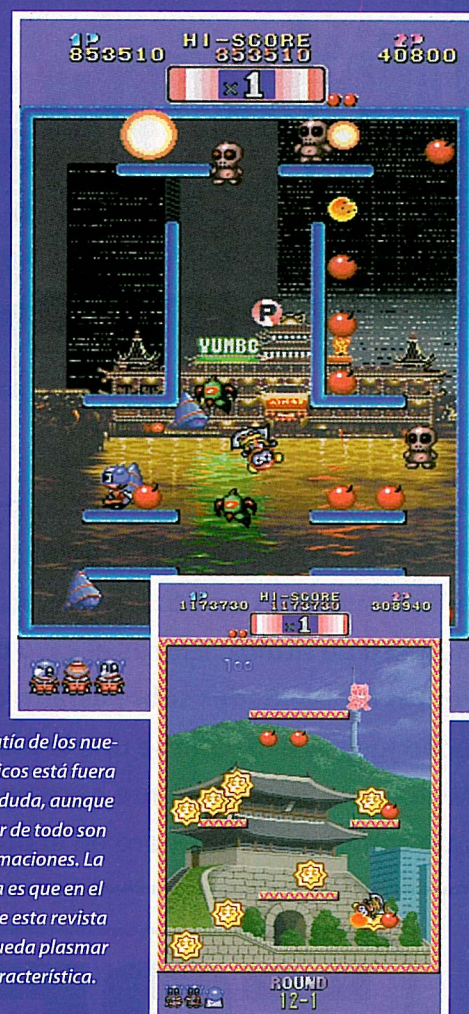 1P HI-SCORE 2P
853510 853510 40800
x 1
P
YUMBO
1P HI-SCORE 2P
1173730 1173730 308940
x 1
100
ROUND
12-1
tía de los nue-
icos está fuera
duda, aunque
r de todo son
maciones. La
a es que en el
e esta revista
ueda plasmar
racterística.